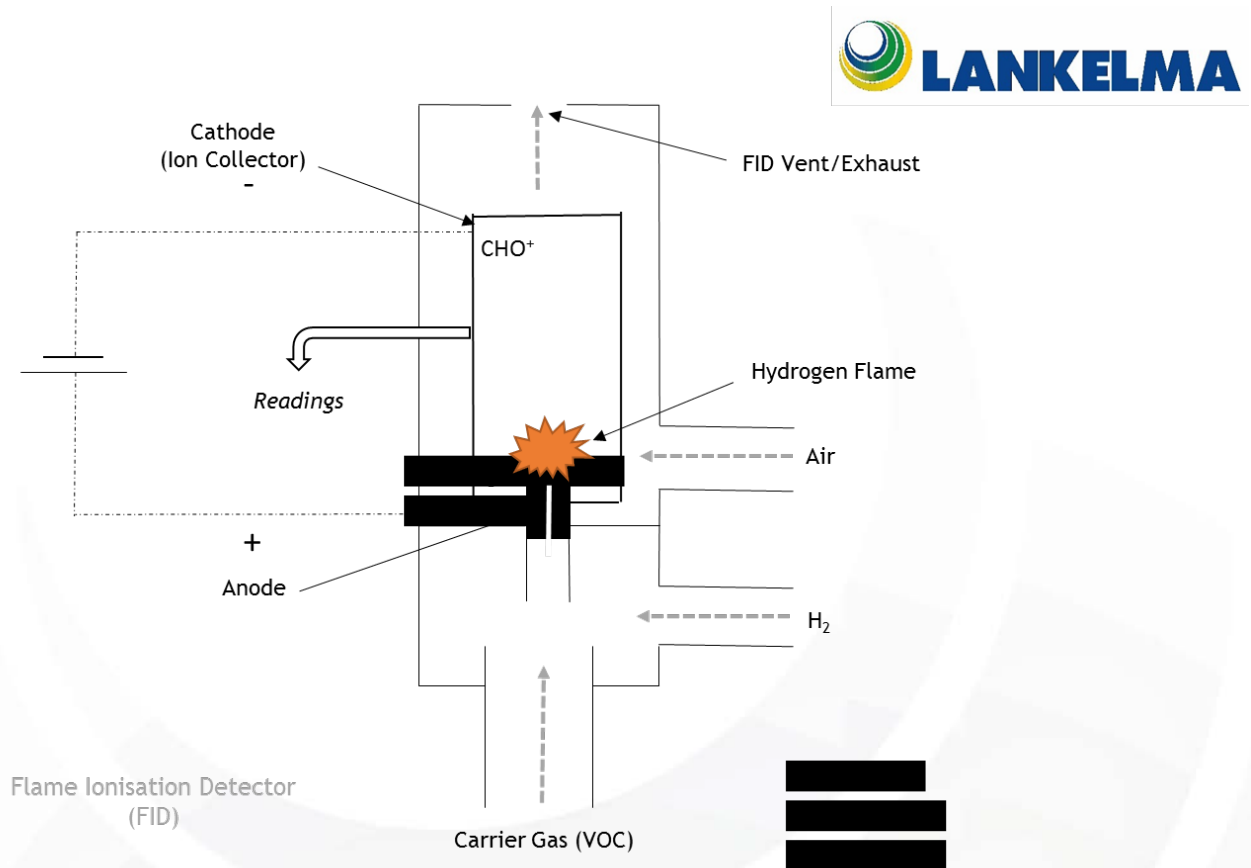 LANKELMA
Cathode
(Ion Collector)
-
FID Vent/Exhaust
CHO⁺
Readings
Hydrogen Flame
Air
+
Anode
H₂
Flame Ionisation Detector
(FID)
Carrier Gas (VOC)